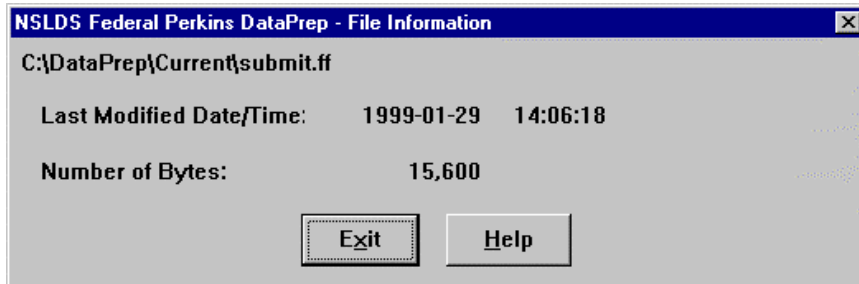 NSLDS Federal Perkins DataPrep - File Information
C:\DataPrep\Current\submit.ff
Last Modified Date/Time: 1999-01-29 14:06:18
Number of Bytes: 15,600
Exit Help